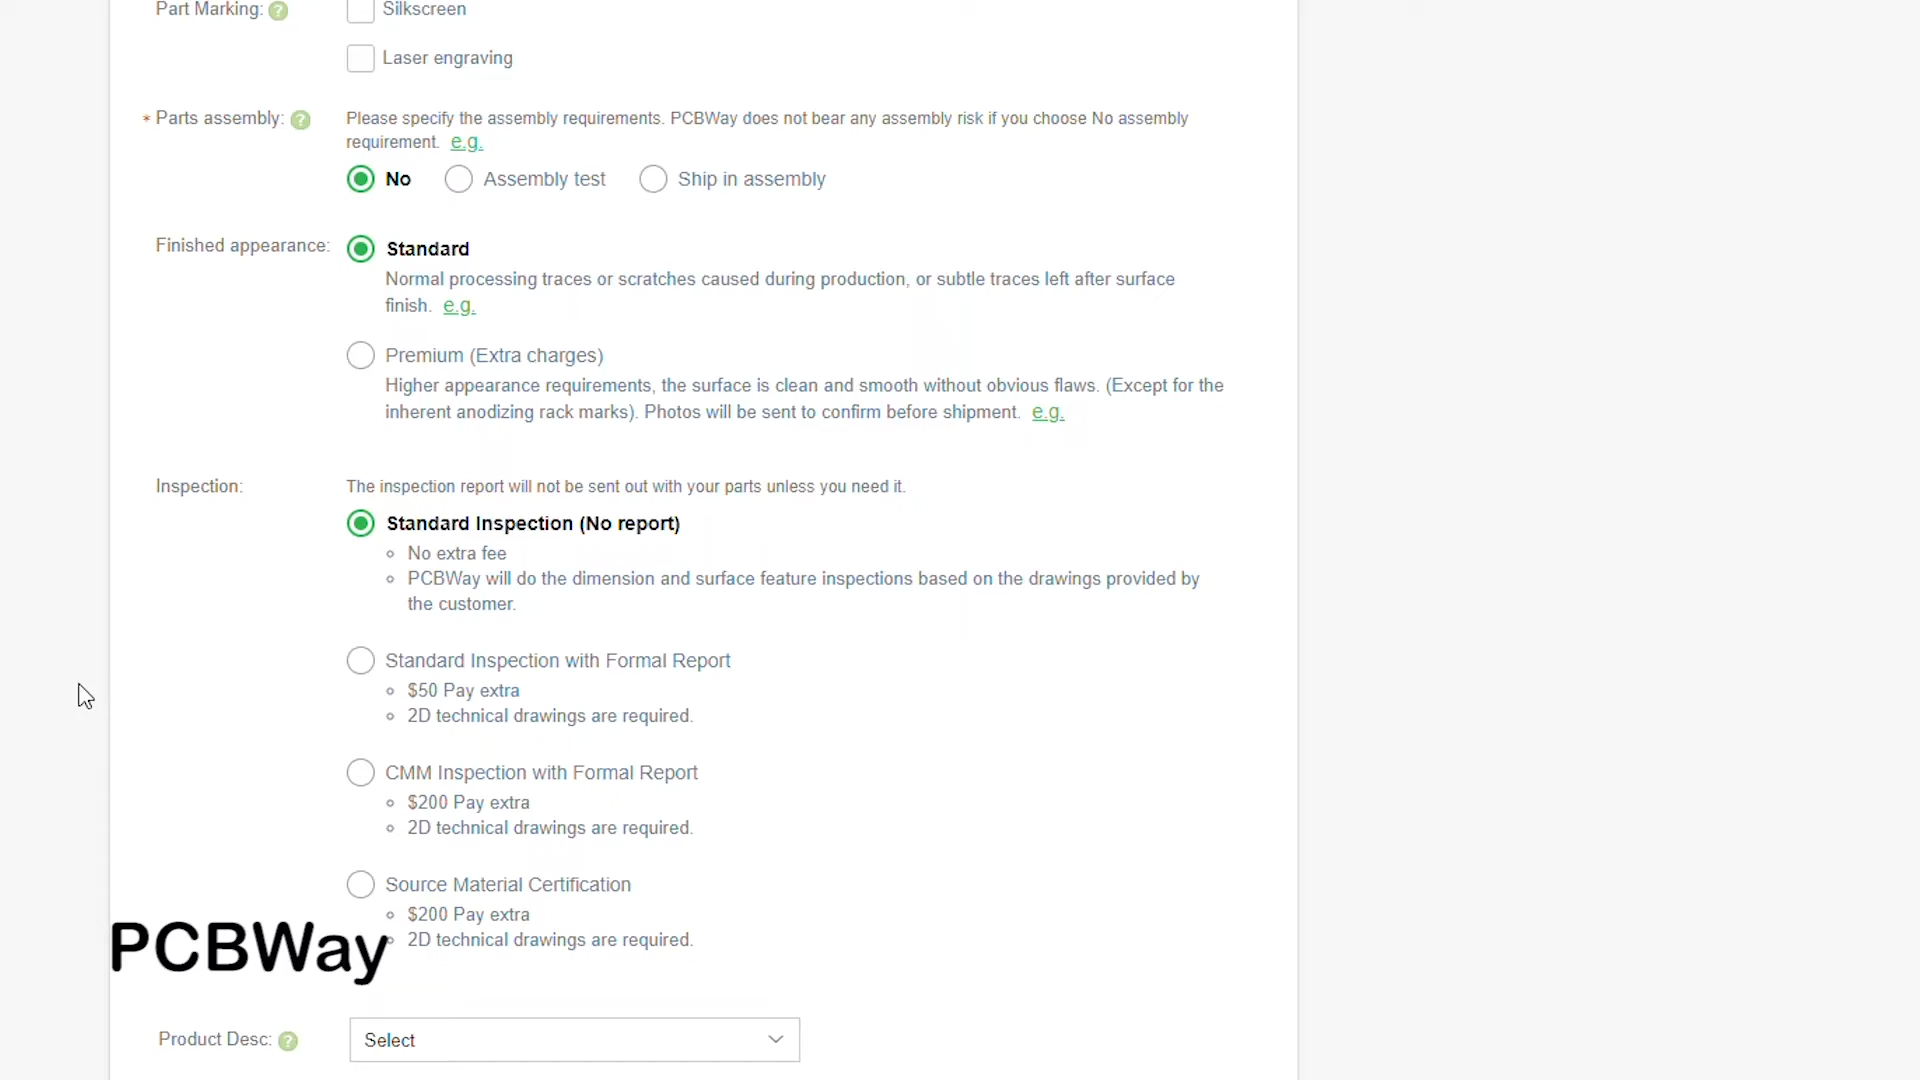 Part Marking: ?
Silkscreen
Laser engraving
* Parts assembly: ?
Please specify the assembly requirements. PCBWay does not bear any assembly risk if you choose No assembly
requirement. e.g.
No Assembly test Ship in assembly
Finished appearance:
Standard
Normal processing traces or scratches caused during production, or subtle traces left after surface
finish. e.g.
Premium (Extra charges)
Higher appearance requirements, the surface is clean and smooth without obvious flaws. (Except for the
inherent anodizing rack marks). Photos will be sent to confirm before shipment. e.g.
Inspection:
The inspection report will not be sent out with your parts unless you need it.
Standard Inspection (No report)
No extra fee
PCBWay will do the dimension and surface feature inspections based on the drawings provided by
the customer.
Standard Inspection with Formal Report
$50 Pay extra
2D technical drawings are required.
CMM Inspection with Formal Report
$200 Pay extra
2D technical drawings are required.
Source Material Certification
$200 Pay extra
2D technical drawings are required.
PCBWay
Product Desc: ?
Select